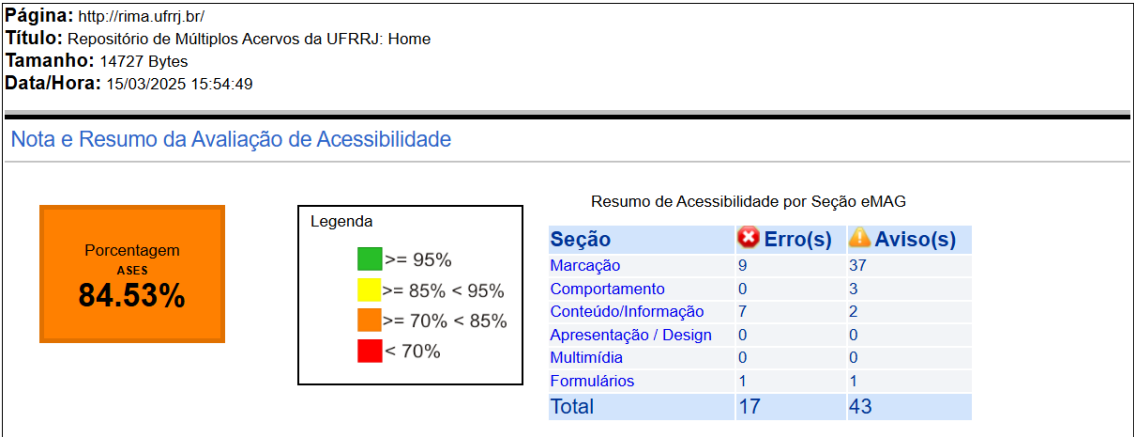 Página: http://rima.ufrrj.br/
Título: Repositório de Múltiplos Acervos da UFRRJ: Home
Tamanho: 14727 Bytes
Data/Hora: 15/03/2025 15:54:49
Nota e Resumo da Avaliação de Acessibilidade
Porcentagem
ASES
84.53%
Legenda
>= 95%
>= 85% < 95%
>= 70% < 85%
< 70%
Resumo de Acessibilidade por Seção eMAG
Seção Erro(s) Aviso(s)
Marcação 9 37
Comportamento 0 3
Conteúdo/Informação 7 2
Apresentação / Design 0 0
Multimídia 0 0
Formulários 1 1
Total 17 43